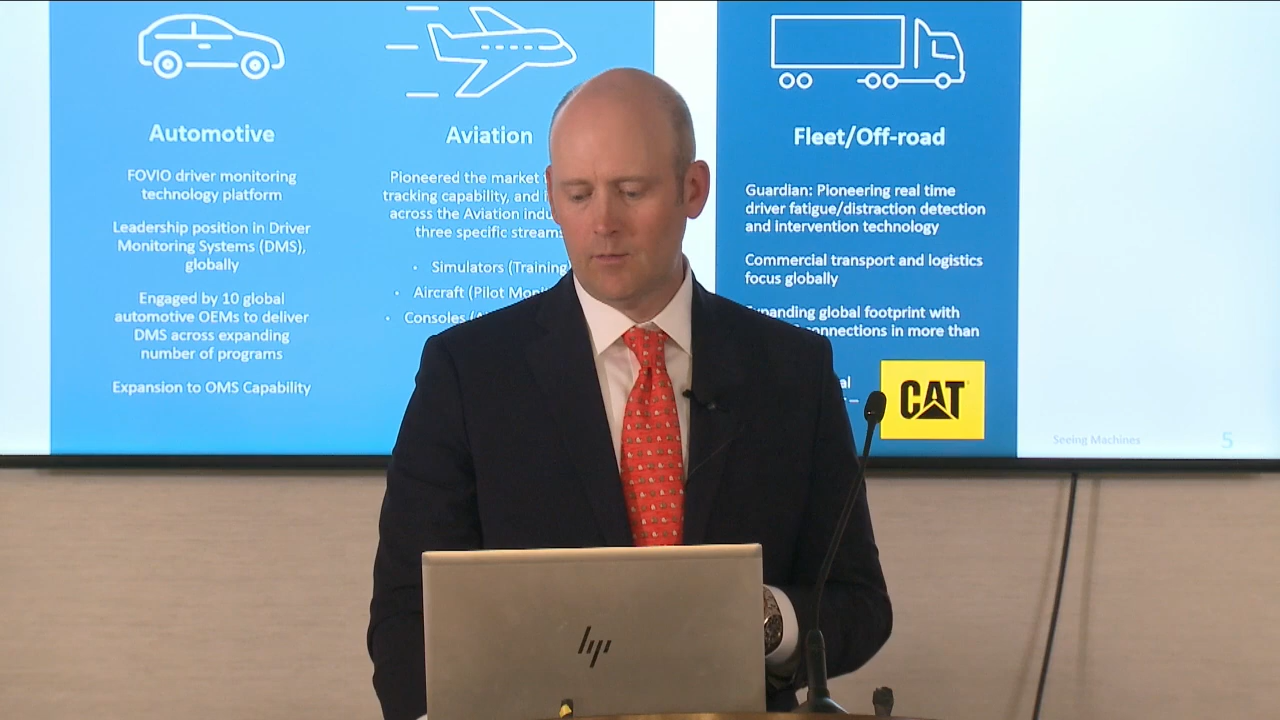 Automotive
FOVIO driver monitoring
technology platform
Leadership position in Driver
Monitoring Systems (DMS),
globally
Engaged by 10 global
automotive OEMs to deliver
DMS across expanding
number of programs
Expansion to OMS Capability
Aviation
Pioneered the market
tracking capability, and
across the Aviation
three specific streams
· Simulators (Training)
· Aircraft (Pilot
· Consoles
Fleet/Off-road
Guardian: Pioneering real time
driver fatigue/distraction detection
and intervention technology
Commercial transport and logistics
focus globally
global footprint with
connections in more than
CAT
Seeing Machines
5
hp